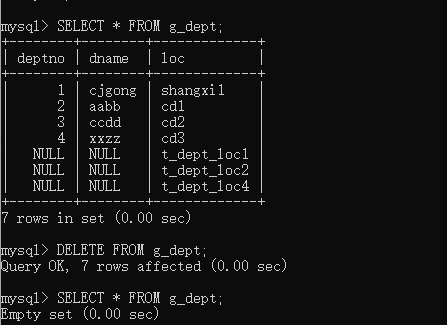 mysql> SELECT * FROM g_dept;
+--------+--------+-------------+
| deptno | dname  | loc         |
+--------+--------+-------------+
|      1 | cjgong | shangxi1    |
|      2 | aabb   | cd1         |
|      3 | ccdd   | cd2         |
|      4 | xxzz   | cd3         |
|   NULL | NULL   | t_dept_loc1 |
|   NULL | NULL   | t_dept_loc2 |
|   NULL | NULL   | t_dept_loc4 |
+--------+--------+-------------+
7 rows in set (0.00 sec)
mysql> DELETE FROM g_dept;
Query OK, 7 rows affected (0.00 sec)
mysql> SELECT * FROM g_dept;
Empty set (0.00 sec)